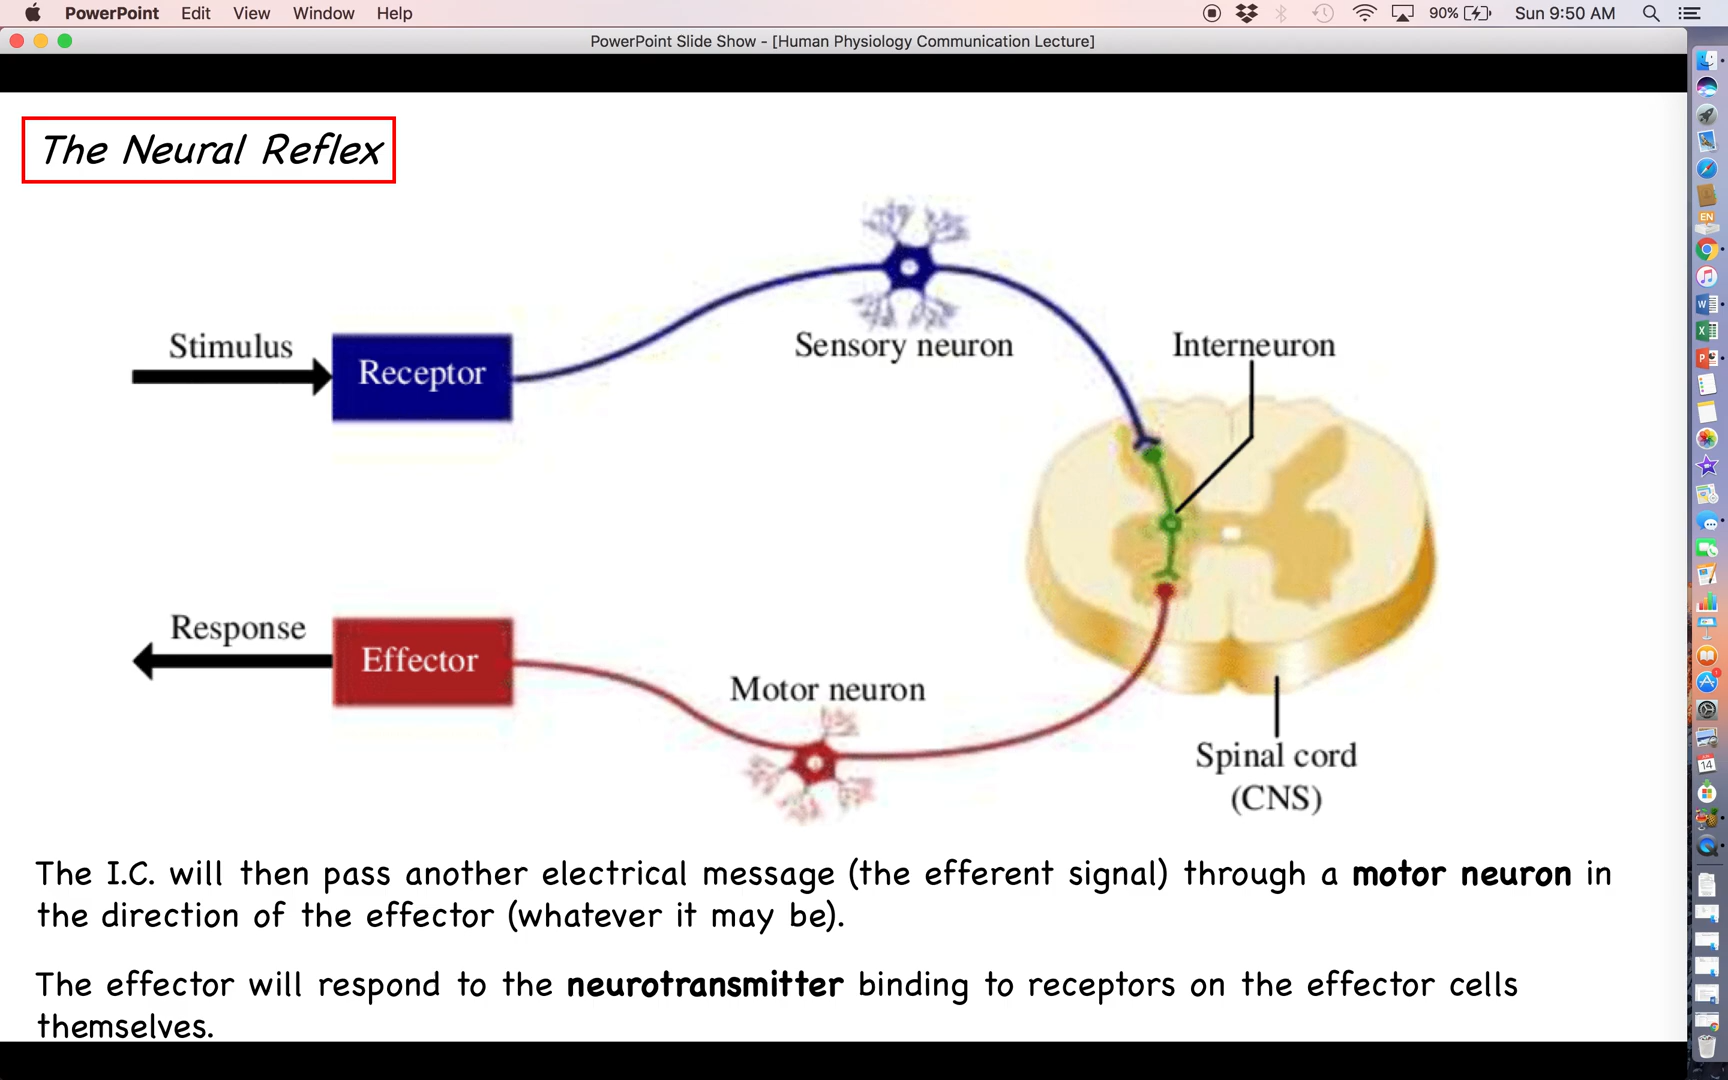 PowerPoint Edit View Window Help
90% Sun 9:50 AM
PowerPoint Slide Show - [Human Physiology Communication Lecture]
The Neural Reflex
Sensory neuron
Interneuron
Stimulus
Receptor
Response
Effector
Motor neuron
Spinal cord
(CNS)
The I.C. will then pass another electrical message (the efferent signal) through a motor neuron in
the direction of the effector (whatever it may be).
The effector will respond to the neurotransmitter binding to receptors on the effector cells
themselves.
EN
W
X
P
14